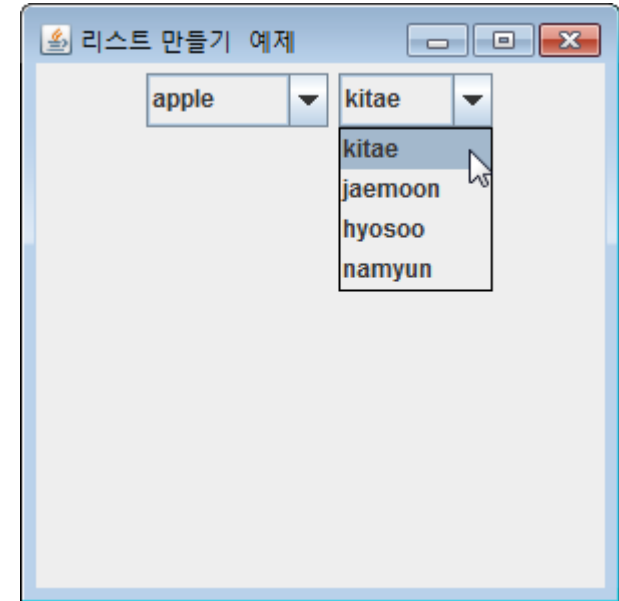 리스트 만들기 예제
apple kitae
kitae
jaemoon
hyosoo
namyun